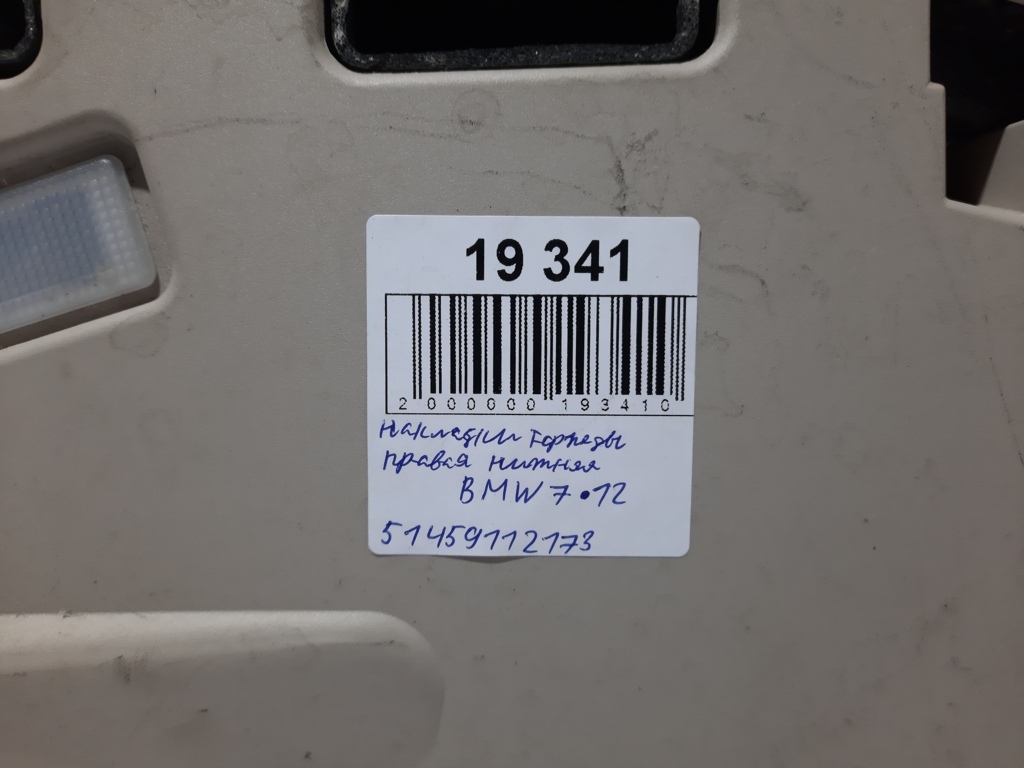 19 341
2 000000 193410
накладки торпеды
правая нижняя
BMW 7 • 12
51459112173